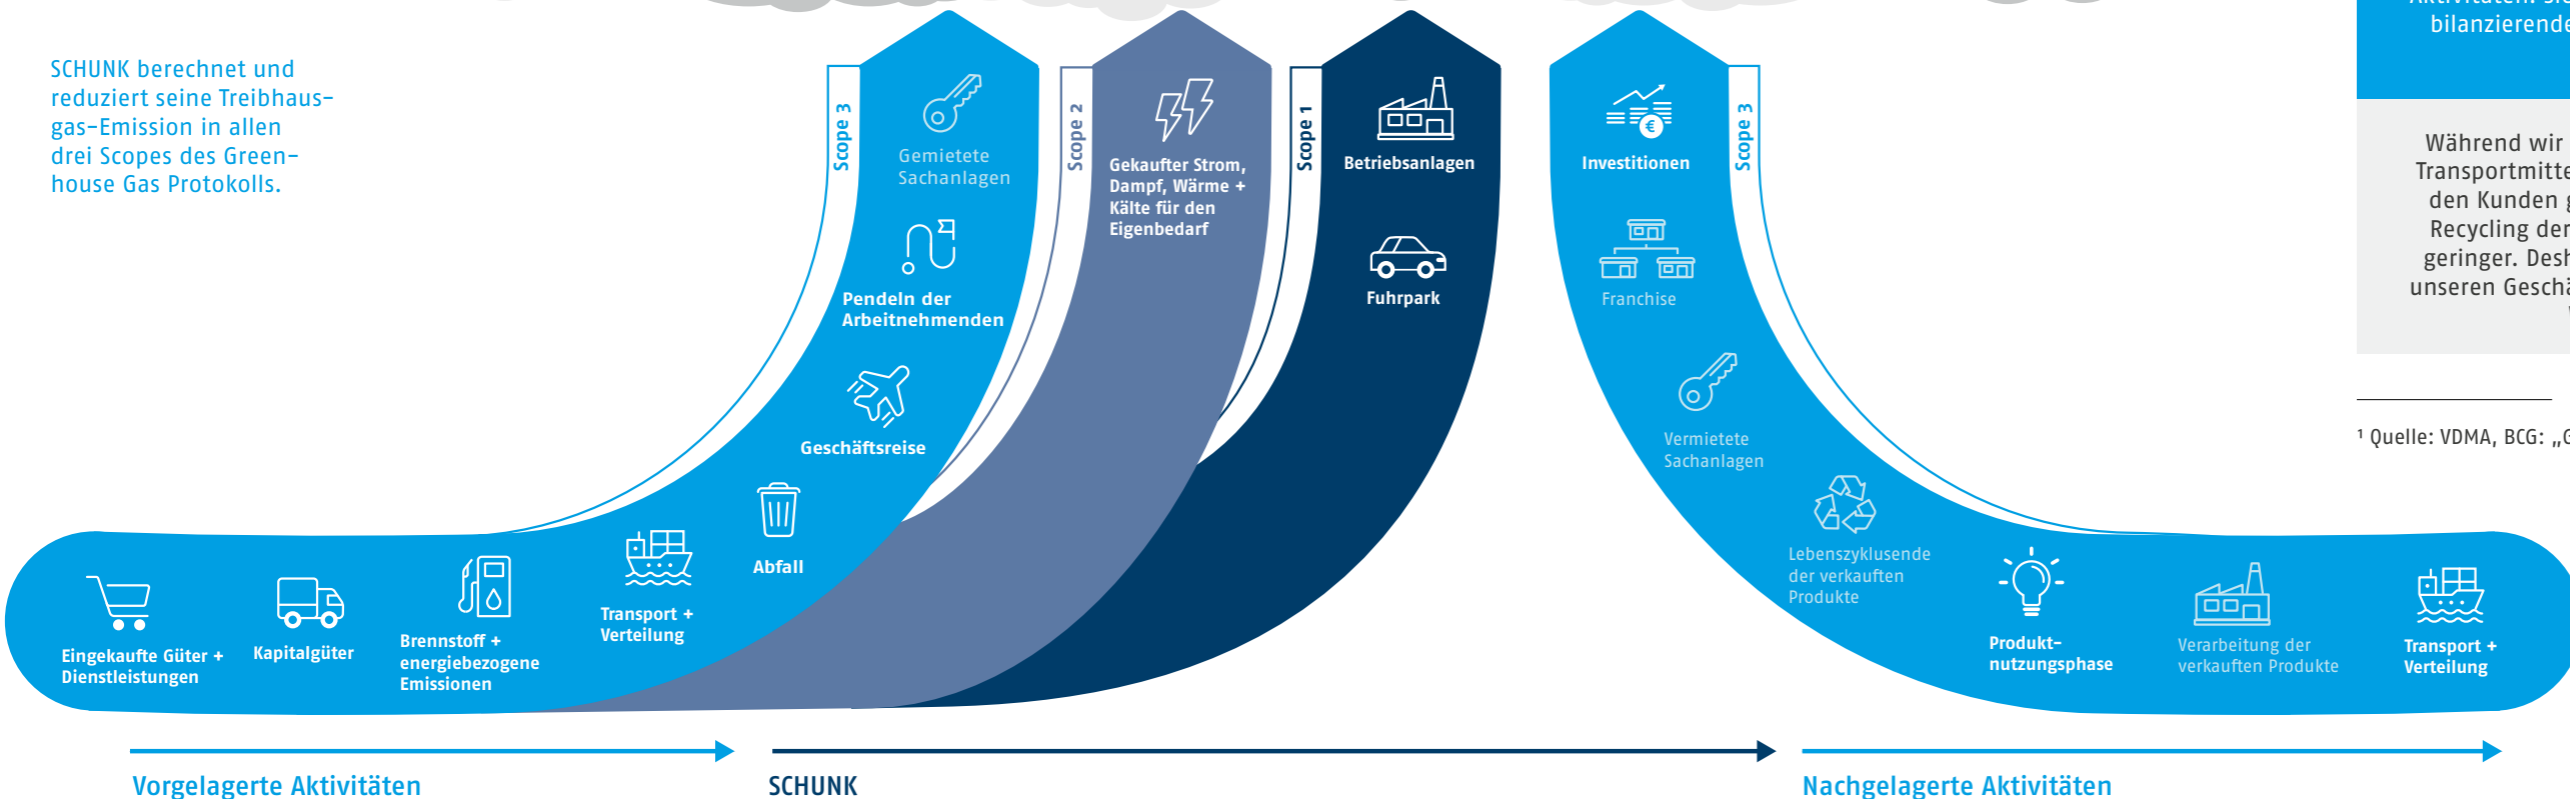 SCHUNK berechnet und
reduziert seine Treibhaus-
gas-Emission in allen
drei Scopes des Green-
house Gas Protokolls.
Scope 3
Gemietete
Sachanlagen
Pendeln der
Arbeitnehmenden
Geschäftsreise
Abfall
Transport +
Verteilung
Brennstoff +
energiebezogene
Emissionen
Kapitalgüter
Eingekaufte Güter +
Dienstleistungen
Scope 2
Gekaufter Strom,
Dampf, Wärme +
Kälte für den
Eigenbedarf
Scope 1
Betriebsanlagen
Fuhrpark
Scope 3
€
Investitionen
Franchise
Vermietete
Sachanlagen
Lebenszyklusende
der verkauften
Produkte
Produkt-
nutzungsphase
Verarbeitung der
verkauften Produkte
Transport +
Verteilung
Vorgelagerte Aktivitäten
SCHUNK
Nachgelagerte Aktivitäten
Aktivitäten.
bilanzierende
Während wir
Transportmitte
den Kunden
Recycling der
geringer. Desh
unseren Geschä
¹ Quelle: VDMA, BCG: „G